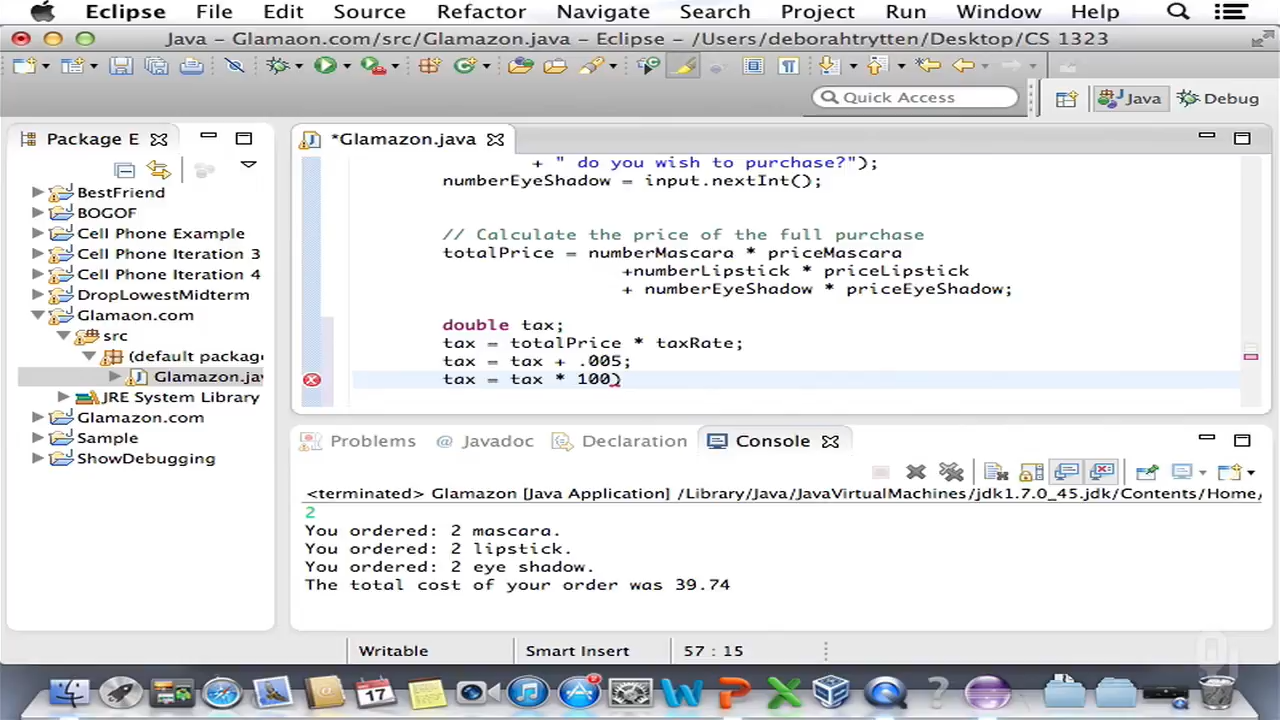 Eclipse File Edit Source Refactor Navigate Search Project Run Window Help
Java – Glamaon.com/src/Glamazon.java – Eclipse – /Users/deborahtrytten/Desktop/CS 1323
Quick Access
Java
Debug
Package E
BestFriend
BOGOF
Cell Phone Example
Cell Phone Iteration 3
Cell Phone Iteration 4
DropLowestMidterm
Glamaon.com
src
(default package
Glamazon.jav
JRE System Library
Glamazon.com
Sample
ShowDebugging
*Glamazon.java
+ " do you wish to purchase?");
numberEyeShadow = input.nextInt();
// Calculate the price of the full purchase
totalPrice = numberMascara * priceMascara
+numberLipstick * priceLipstick
+ numberEyeShadow * priceEyeShadow;
double tax;
tax = totalPrice * taxRate;
tax = tax + .005;
tax = tax * 100)
Problems
@ Javadoc
Declaration
Console
<terminated> Glamazon [Java Application] /Library/Java/JavaVirtualMachines/jdk1.7.0_45.jdk/Contents/Home/
2
You ordered: 2 mascara.
You ordered: 2 lipstick.
You ordered: 2 eye shadow.
The total cost of your order was 39.74
Writable
Smart Insert
57 : 15
17